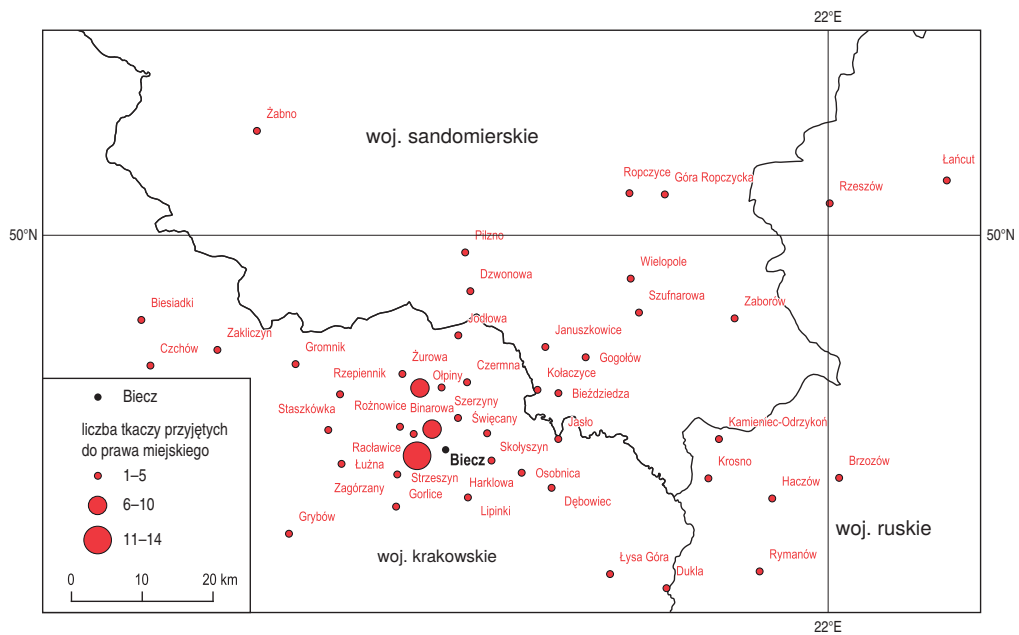 22°E
Żabno
woj. sandomierskie
Ropczyce
Góra Ropczycka
Łańcut
Rzeszów
50°N
50°N
Pilzno
Dzwonowa
Wielopole
Szufnarowa
Zaborów
Biesiadki
Jodłowa
Januszkowice
Zakliczyn
Czchów
Gromnik
Żurowa
Czermna
Gogołów
Rzepiennik
Ołpiny
Kołaczyce
Bieździedza
Biecz
Staszkówka
Rożnowice
Binarowa
Szerzyny
Święcany
Jasło
Kamieniec-Odrzykoń
liczba tkaczy przyjętych
do prawa miejskiego
Racławice
Skołyszyn
Biecz
Łużna
Krosno
Brzozów
1–5
Strzeszyn
Osobnica
Zagórzany
Harklowa
Haczów
Gorlice
Dębowiec
6–10
Lipinki
Grybów
woj. ruskie
11–14
woj. krakowskie
Łysa Góra
Rymanów
Dukla
0
10
20 km
22°E